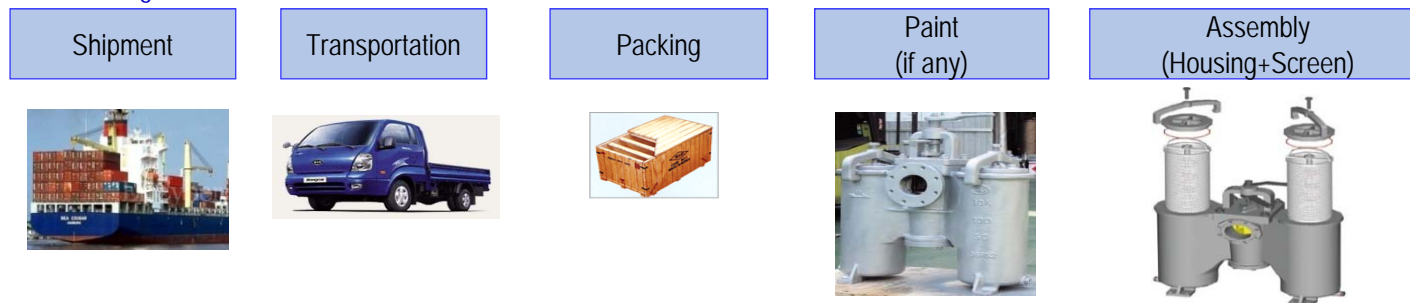 Shipment
Transportation
Packing
Paint
(if any)
Assembly
(Housing+Screen)